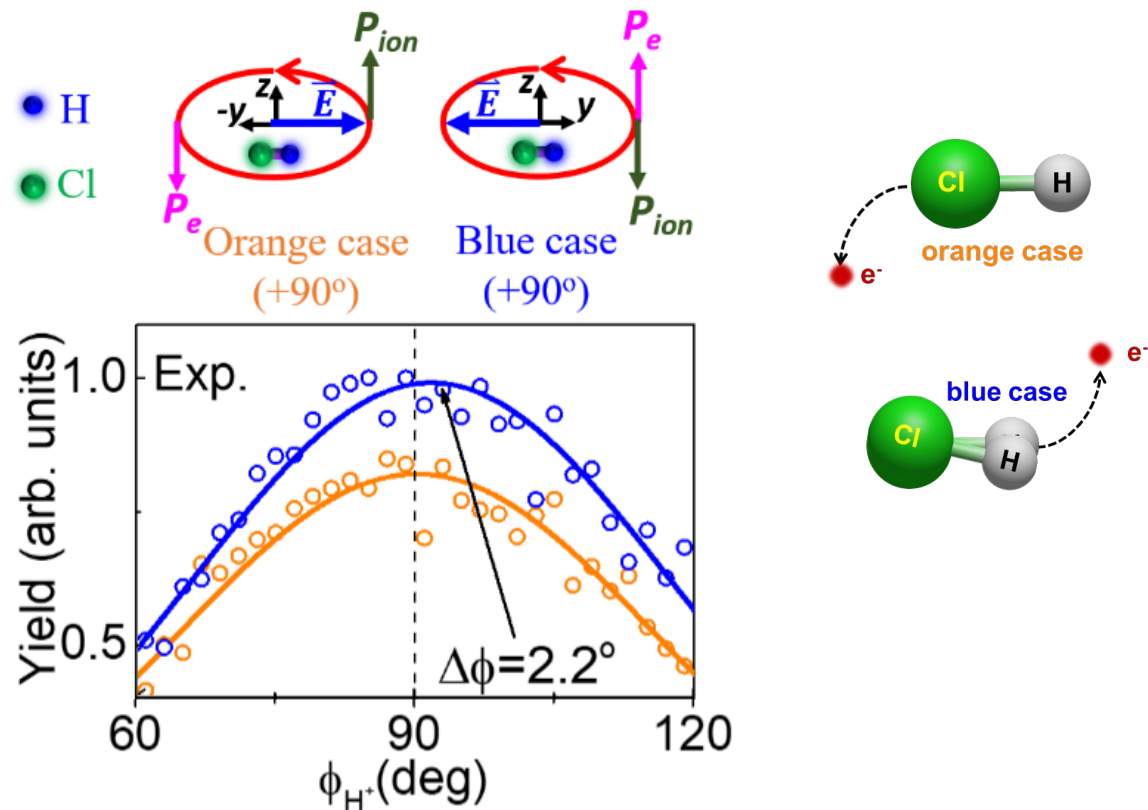 P_ion
P_e
H
z
E
z
E
-y
y
Cl
P_e
P_ion
Orange case
(+90°)
Blue case
(+90°)
Cl
H
orange case
e-
e-
blue case
Cl
H
Exp.
1.0
0.5
Yield (arb. units)
Δϕ=2.2°
60
90
120
ϕ_H+(deg)